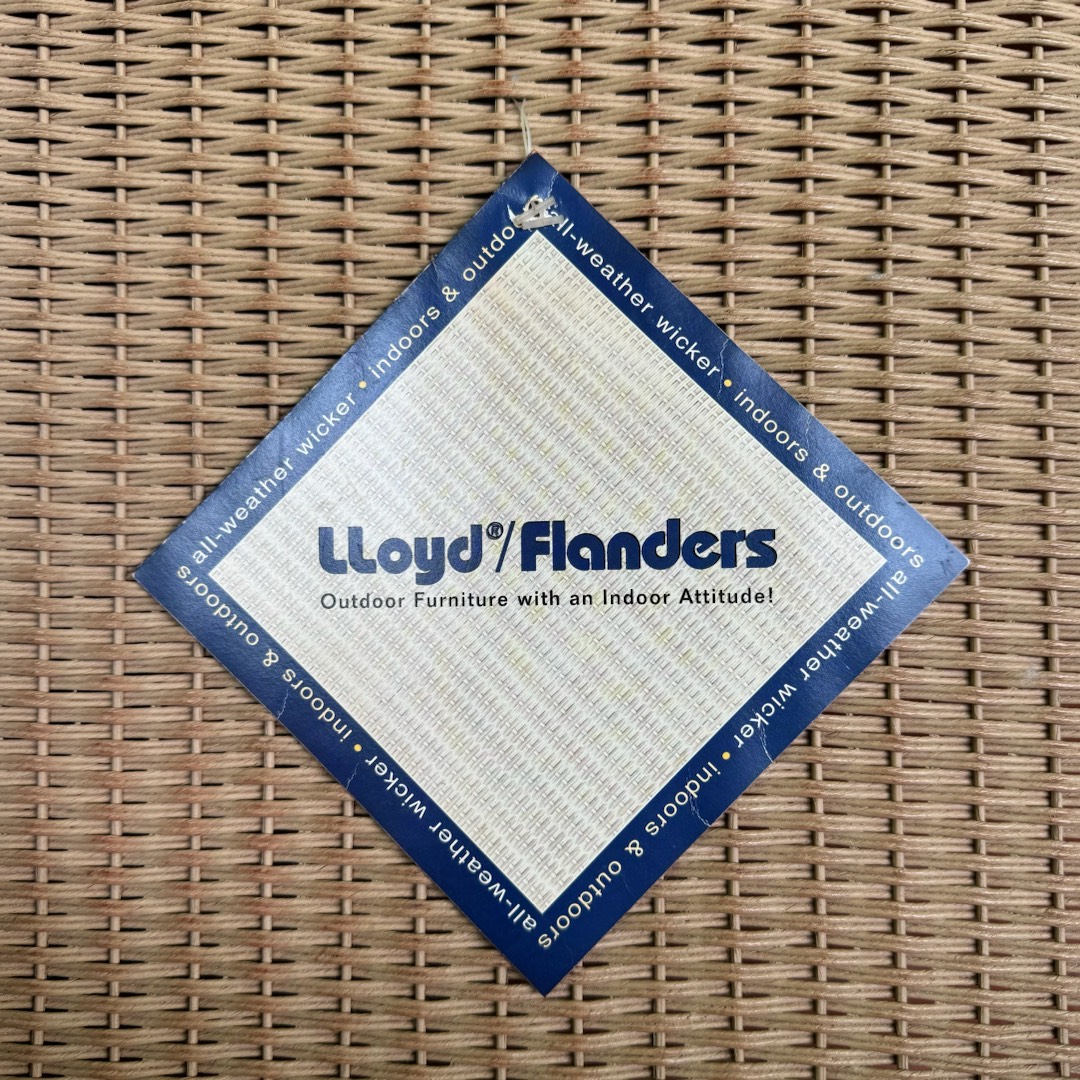 all-weather wicker • indoors & outdoors
all-weather wicker • indoors & outdoors
LLoyd®/Flanders
Outdoor Furniture with an Indoor Attitude!
all-weather wicker • indoors & outdoors
all-weather wicker • indoors & outdoors